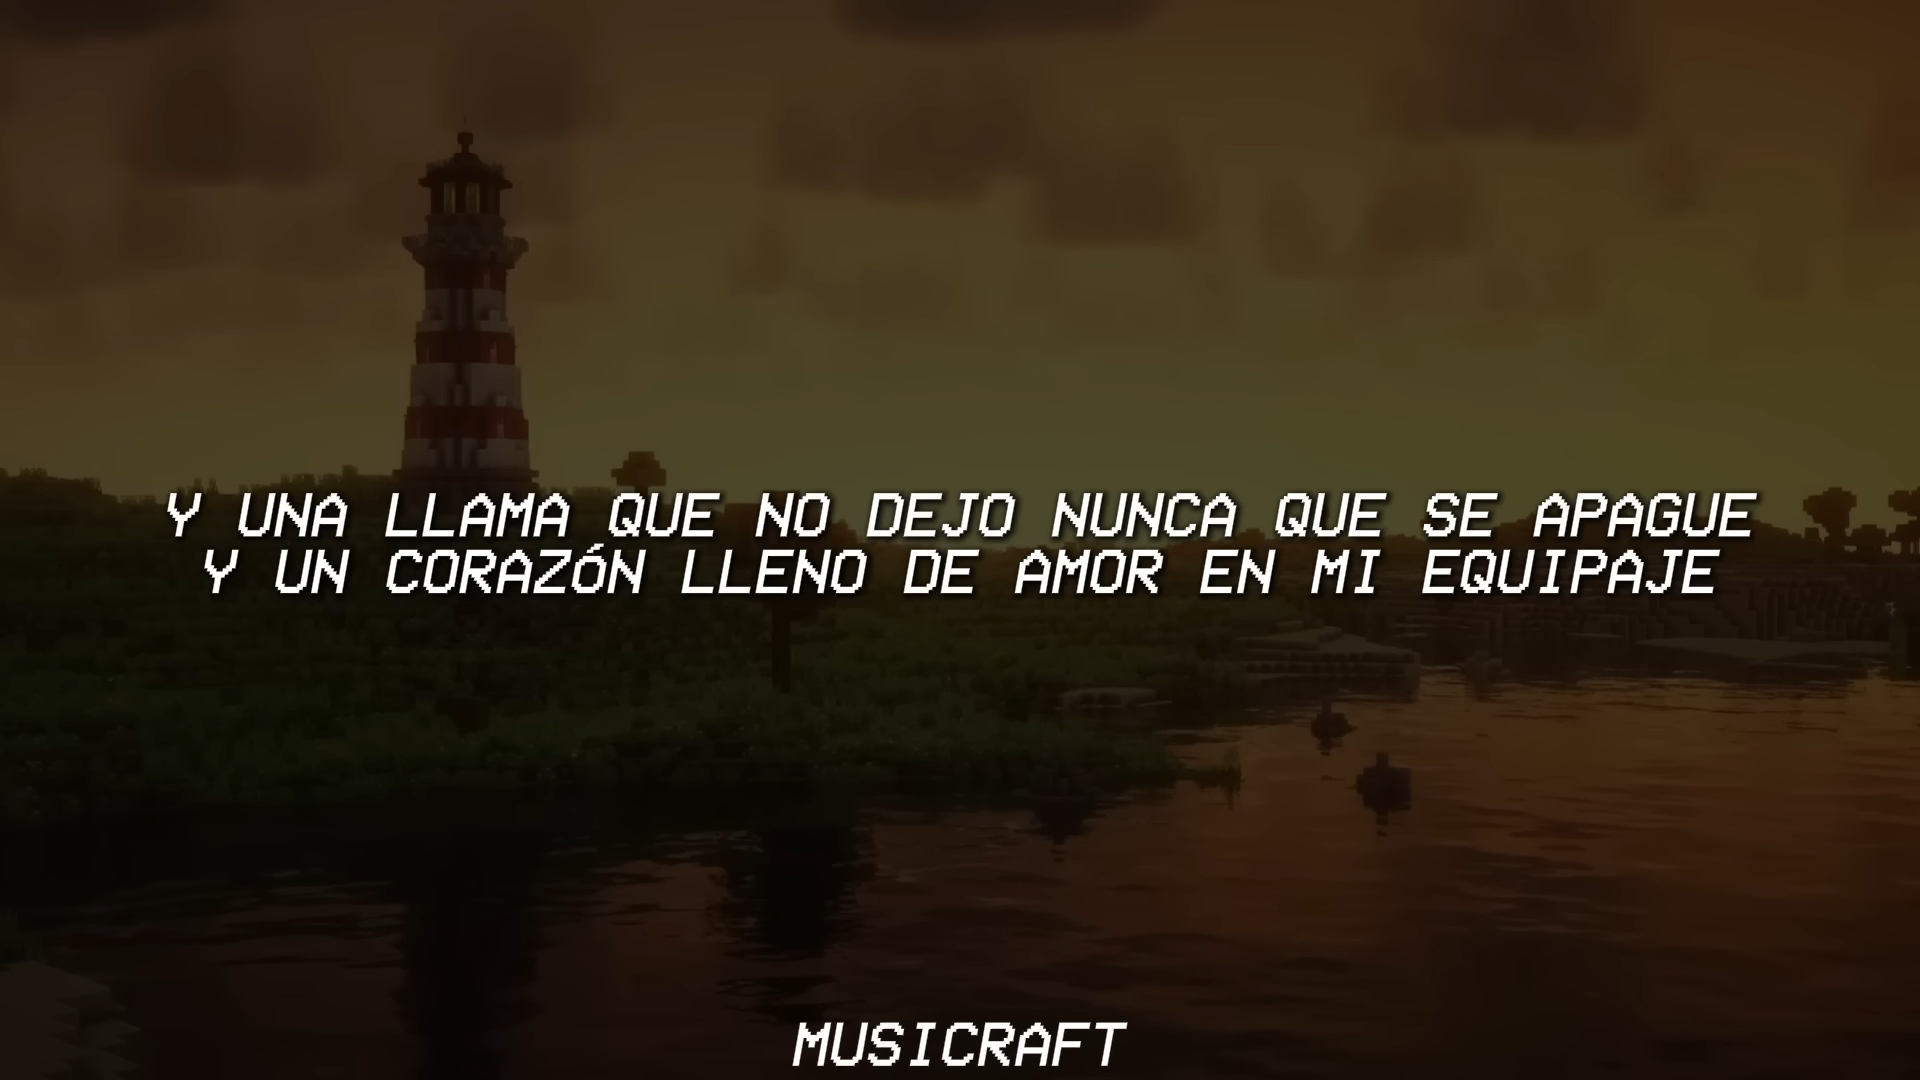 Y UNA LLAMA QUE NO DEJO NUNCA QUE SE APAGUE
Y UN CORAZÓN LLENO DE AMOR EN MI EQUIPAJE
MUSICRAFT